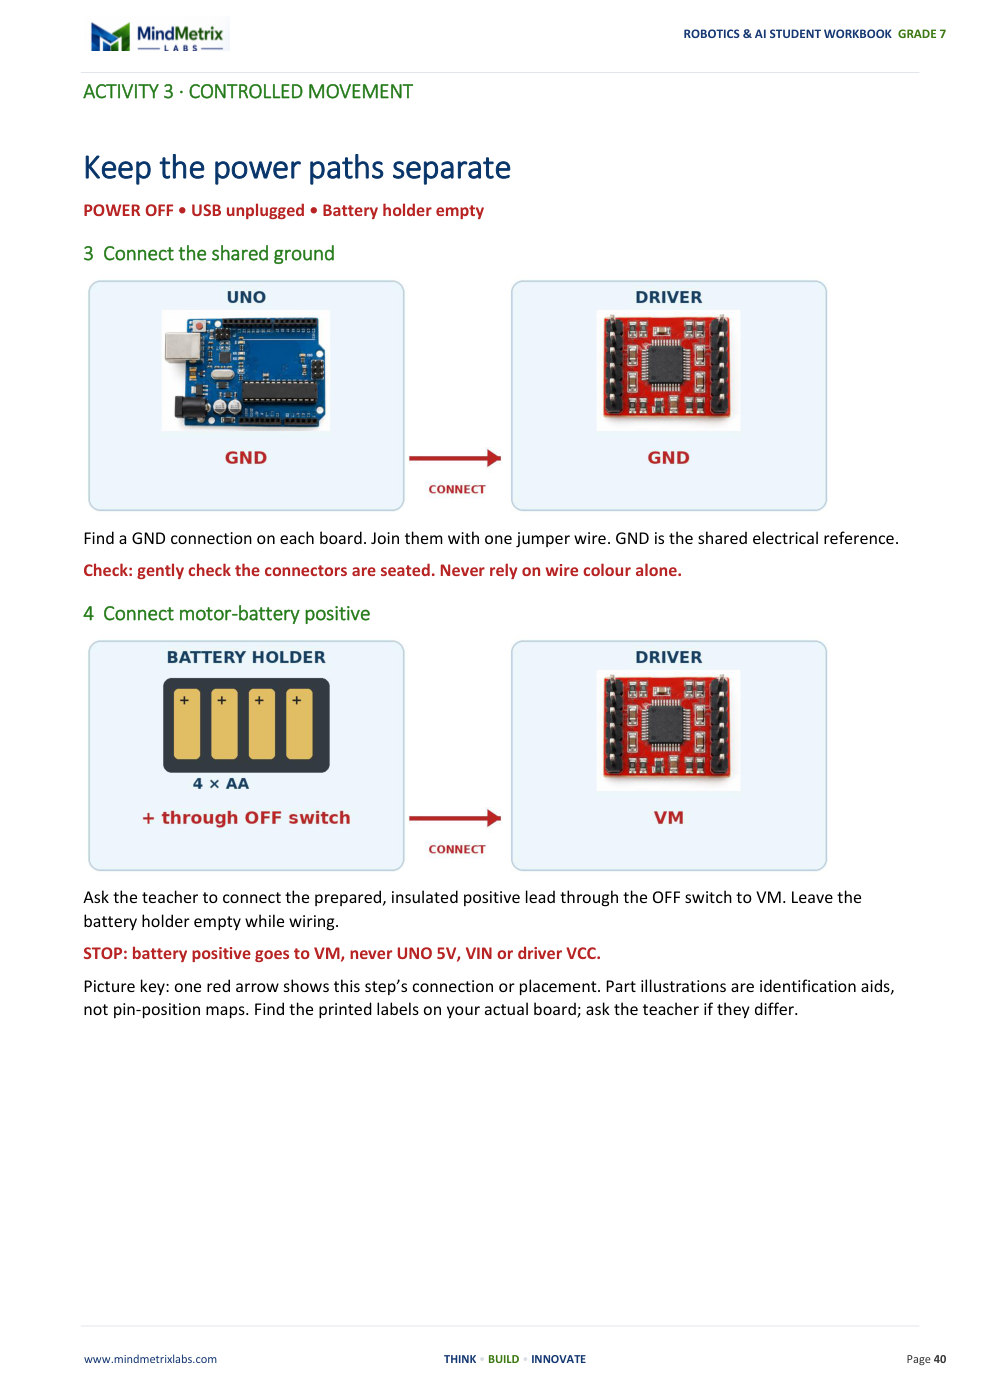 MindMetrix
LABS
ROBOTICS & AI STUDENT WORKBOOK GRADE 7
ACTIVITY 3 · CONTROLLED MOVEMENT
Keep the power paths separate
POWER OFF • USB unplugged • Battery holder empty
3 Connect the shared ground
UNO
DRIVER
GND
GND
CONNECT
Find a GND connection on each board. Join them with one jumper wire. GND is the shared electrical reference.
Check: gently check the connectors are seated. Never rely on wire colour alone.
4 Connect motor-battery positive
BATTERY HOLDER
DRIVER
+ + + +
4 × AA
+ through OFF switch
VM
CONNECT
Ask the teacher to connect the prepared, insulated positive lead through the OFF switch to VM. Leave the
battery holder empty while wiring.
STOP: battery positive goes to VM, never UNO 5V, VIN or driver VCC.
Picture key: one red arrow shows this step’s connection or placement. Part illustrations are identification aids,
not pin-position maps. Find the printed labels on your actual board; ask the teacher if they differ.
www.mindmetrixlabs.com
THINK • BUILD • INNOVATE
Page 40